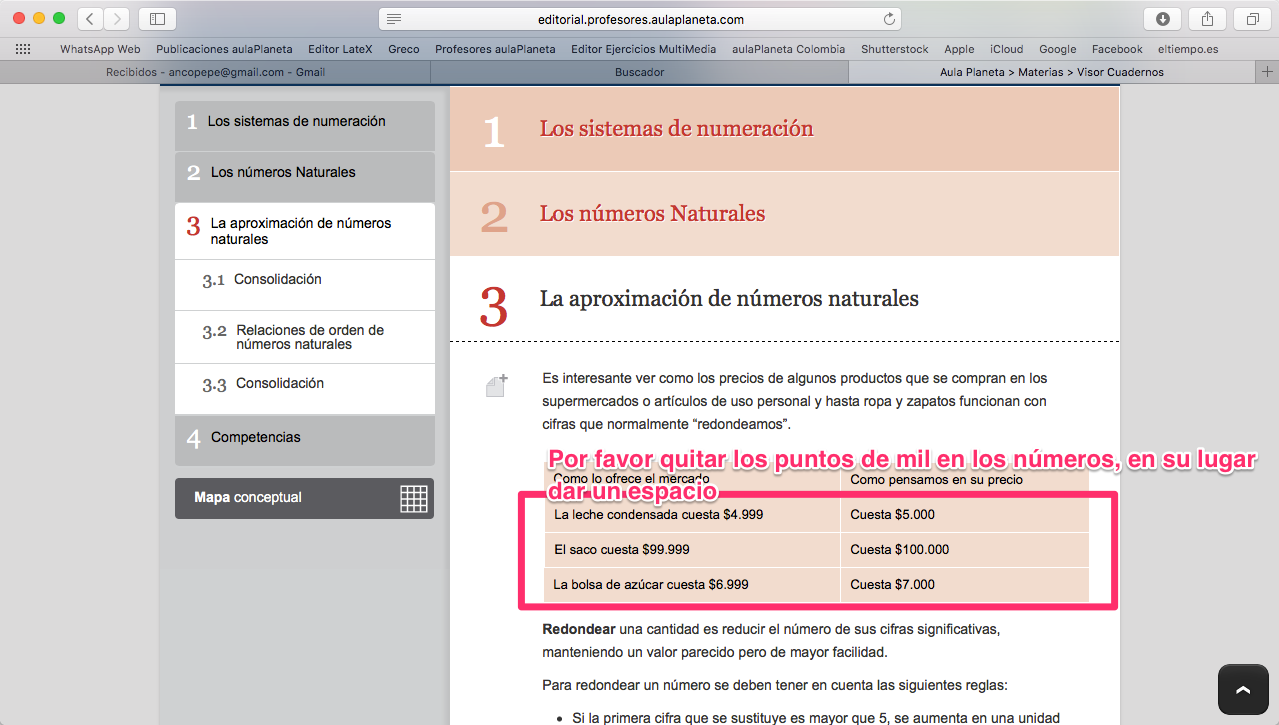 editorial.profesores.aulaplaneta.com
WhatsApp Web Publicaciones aulaPlaneta Editor LateX Greco Profesores aulaPlaneta Editor Ejercicios MultiMedia aulaPlaneta Colombia Shutterstock Apple iCloud Google Facebook eltiempo.es
Recibidos - ancopepe@gmail.com - Gmail Buscador Aula Planeta > Materias > Visor Cuadernos
1 Los sistemas de numeración
2 Los números Naturales
3 La aproximación de números
naturales
3.1 Consolidación
3.2 Relaciones de orden de
números naturales
3.3 Consolidación
4 Competencias
Mapa conceptual
1 Los sistemas de numeración
2 Los números Naturales
3 La aproximación de números naturales
Es interesante ver como los precios de algunos productos que se compran en los
supermercados o artículos de uso personal y hasta ropa y zapatos funcionan con
cifras que normalmente “redondeamos”.
Por favor quitar los puntos de mil en los números, en su lugar
dar un espacio
Como lo ofrece el mercado Como pensamos en su precio
La leche condensada cuesta $4.999 Cuesta $5.000
El saco cuesta $99.999 Cuesta $100.000
La bolsa de azúcar cuesta $6.999 Cuesta $7.000
Redondear una cantidad es reducir el número de sus cifras significativas,
manteniendo un valor parecido pero de mayor facilidad.
Para redondear un número se deben tener en cuenta las siguientes reglas:
• Si la primera cifra que se sustituye es mayor que 5, se aumenta en una unidad